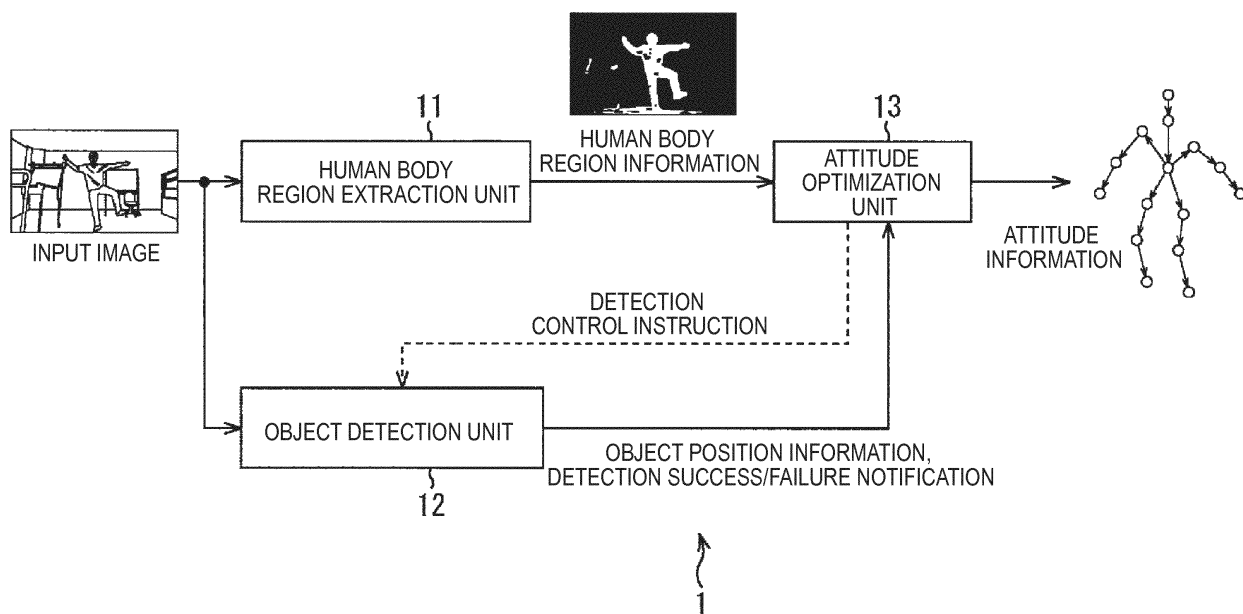 11
HUMAN BODY
REGION EXTRACTION UNIT
HUMAN BODY
REGION INFORMATION
13
ATTITUDE
OPTIMIZATION
UNIT
INPUT IMAGE
ATTITUDE
INFORMATION
DETECTION
CONTROL INSTRUCTION
OBJECT DETECTION UNIT
12
OBJECT POSITION INFORMATION,
DETECTION SUCCESS/FAILURE NOTIFICATION
1